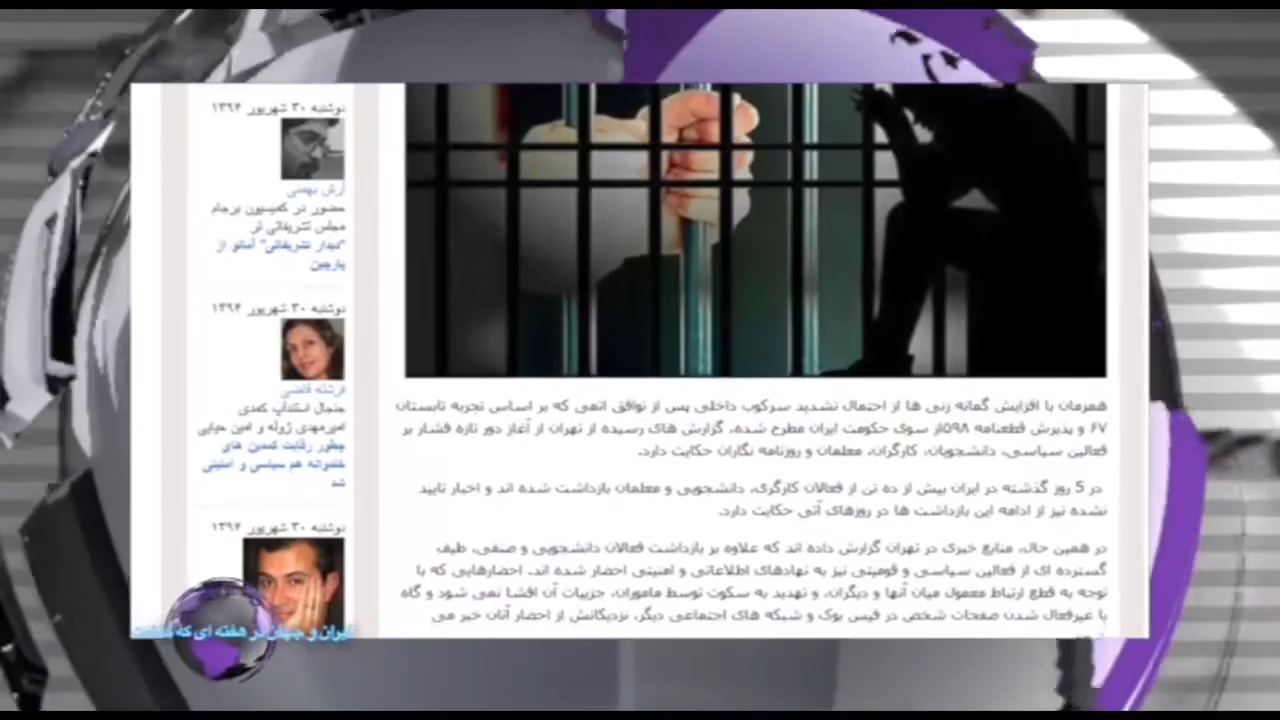 همزمان با افزایش گمانه زنی ها از احتمال تشدید سرکوب داخلی پس از توافق اتمی که بر اساس تجربه تابستان
۶۷ و پذیرش قطعنامه ۵۹۸از سوی حکومت ایران مطرح شده، گزارش های رسیده از تهران از آغاز دور تازه فشار بر
فعالین سیاسی، دانشجویان، کارگران، معلمان و روزنامه نگاران حکایت دارد.
در 5 روز گذشته در ایران بیش از ده تن از فعالان کارگری، دانشجویی و معلمان بازداشت شده اند و اخبار تایید
نشده نیز از ادامه این بازداشت ها در روزهای آتی حکایت دارد.
در همین حال، منابع خبری در تهران گزارش داده اند که علاوه بر بازداشت فعالان دانشجویی و صنفی، طیف
گسترده ای از فعالین سیاسی و قومیتی نیز به نهادهای اطلاعاتی و امنیتی احضار شده اند. احضارهایی که با
توجه به قطع ارتباط معمول میان آنها و دیگران، و تهدید به سکوت توسط ماموران، جزییات آن افشا نمی شود و گاه
با غیرفعال شدن صفحات شخص در فیس بوک و شبکه های اجتماعی دیگر، نزدیکانش از احضار آنان خبر می
دوشنبه ۳۰ شهریور ۱۳۹۴
آرش بهمنی
حضور در کمیسیون برجام
مجلس تشریفاتی تر
"دیدار تشریفاتی" آمانو از
پارچین
دوشنبه ۳۰ شهریور ۱۳۹۴
فرشته قاضی
جنجال استندآپ کمدی
امیرمهدی ژوله و امین حیایی
چطور رقابت کمدین های
خندوانه هم سیاسی و امنیتی
شد
دوشنبه ۳۰ شهریور ۱۳۹۴
ایران و جهان در هفته ای که گذشت